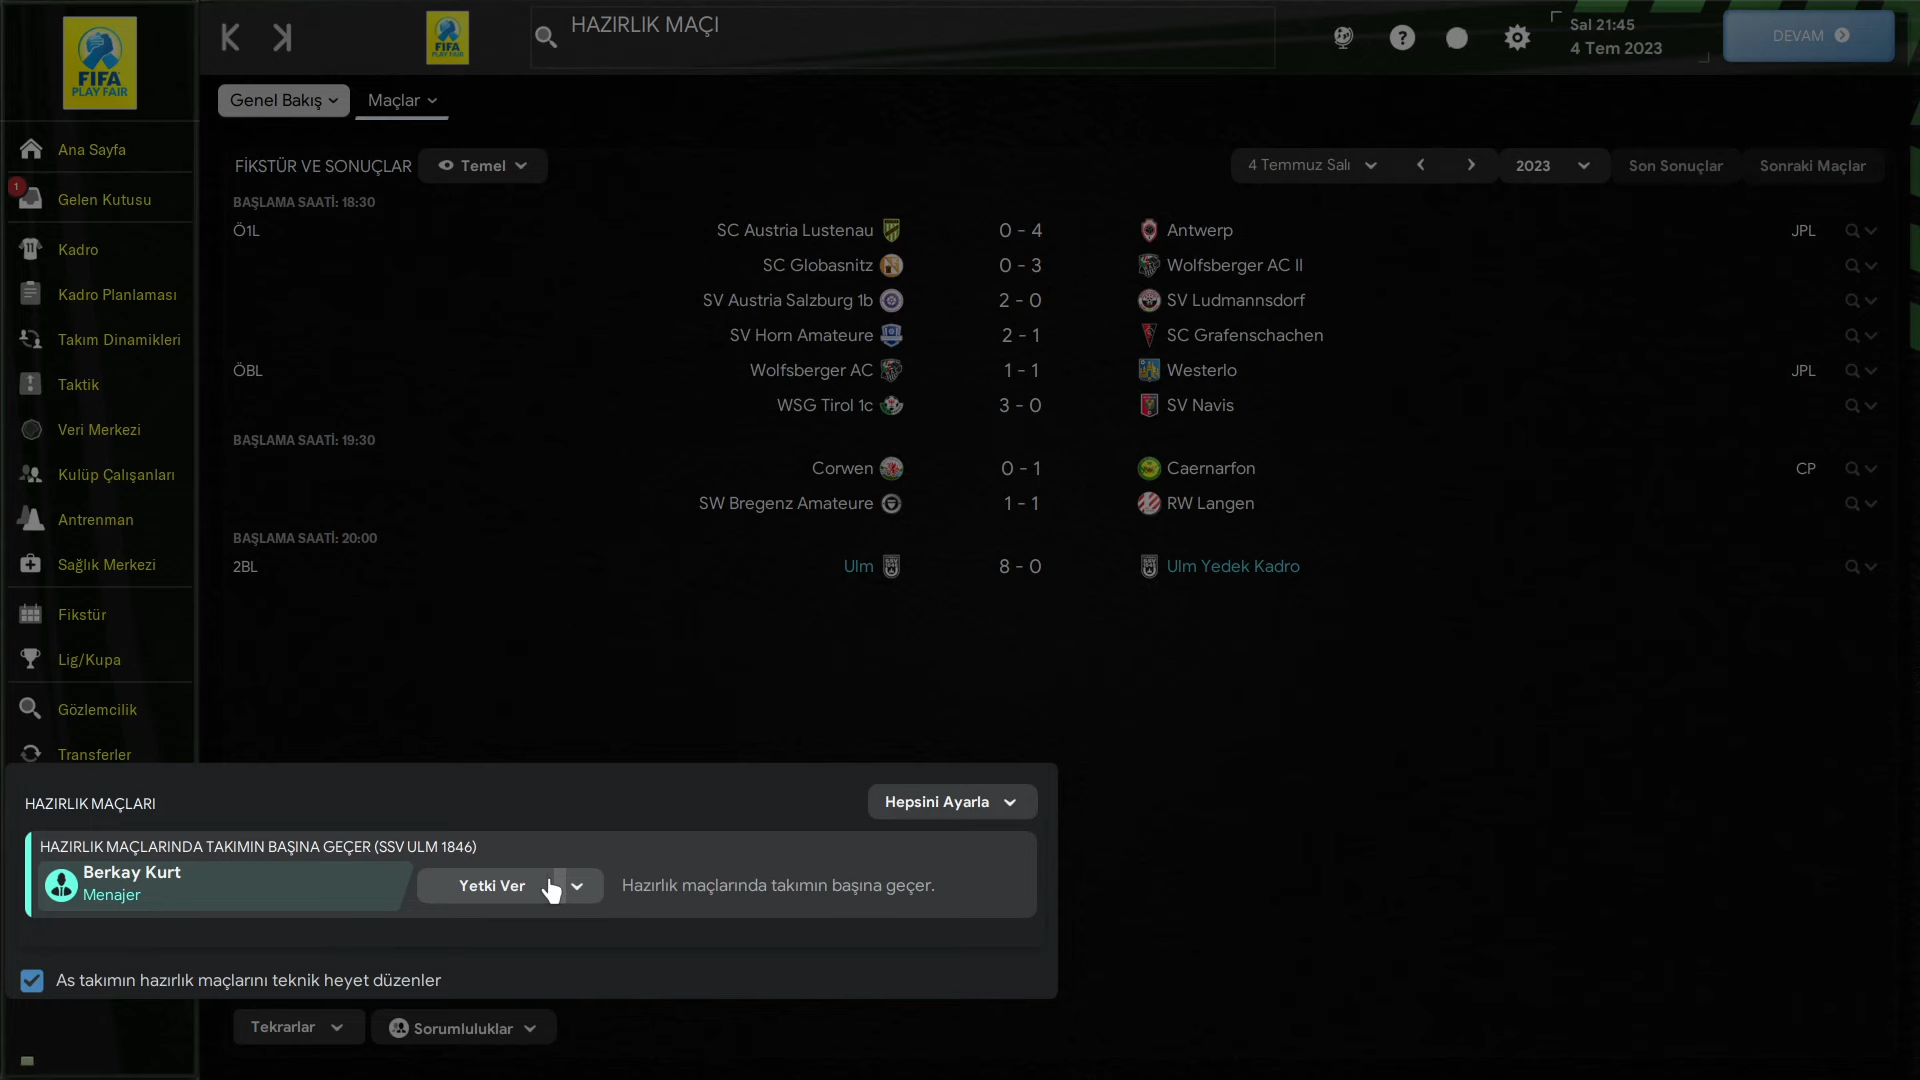 FIFA
PLAY FAIR
FIFA
PLAY FAIR
HAZIRLIK MAÇI
Sal 21:45
4 Tem 2023
DEVAM
Genel Bakış
Maçlar
Ana Sayfa
1
Gelen Kutusu
Kadro
Kadro Planlaması
Takım Dinamikleri
Taktik
Veri Merkezi
Kulüp Çalışanları
Antrenman
Sağlık Merkezi
Fikstür
Lig/Kupa
Gözlemcilik
Transferler
FİKSTÜR VE SONUÇLAR
Temel
4 Temmuz Salı
2023
Son Sonuçlar
Sonraki Maçlar
BAŞLAMA SAATİ: 18:30
Ö1L SC Austria Lustenau 0 - 4 Antwerp JPL
SC Globasnitz 0 - 3 Wolfsberger AC II
SV Austria Salzburg 1b 2 - 0 SV Ludmannsdorf
SV Horn Amateure 2 - 1 SC Grafenschachen
ÖBL Wolfsberger AC 1 - 1 Westerlo JPL
WSG Tirol 1c 3 - 0 SV Navis
BAŞLAMA SAATİ: 19:30
Corwen 0 - 1 Caernarfon CP
SW Bregenz Amateure 1 - 1 RW Langen
BAŞLAMA SAATİ: 20:00
2BL Ulm 8 - 0 Ulm Yedek Kadro
HAZIRLIK MAÇLARI
Hepsini Ayarla
HAZIRLIK MAÇLARINDA TAKIMIN BAŞINA GEÇER (SSV ULM 1846)
Berkay Kurt
Menajer
Yetki Ver
Hazırlık maçlarında takımın başına geçer.
As takımın hazırlık maçlarını teknik heyet düzenler
Tekrarlar
Sorumluluklar